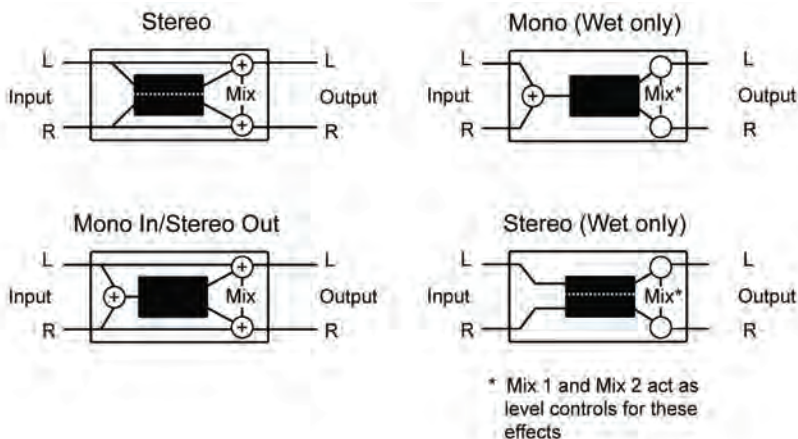 Stereo
L
L
Input
Mix
Output
R
R
Mono (Wet only)
L
L
Input
Mix*
Output
R
R
Mono In/Stereo Out
L
L
Input
Mix
Output
R
R
Stereo (Wet only)
L
L
Input
Mix*
Output
R
R
* Mix 1 and Mix 2 act as
level controls for these
effects